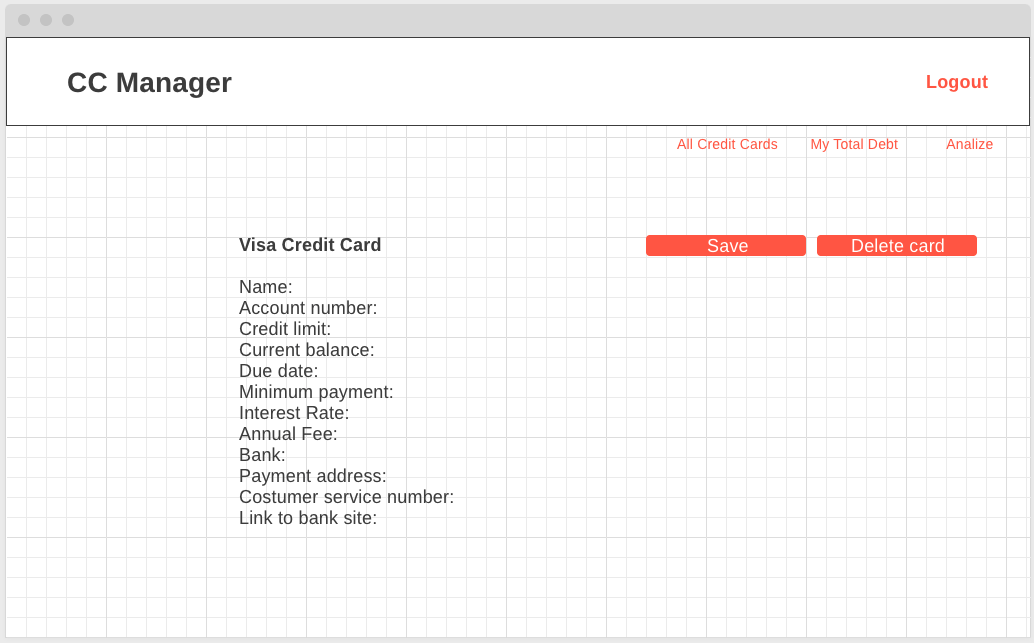 CC Manager
Logout
All Credit Cards
My Total Debt
Analize
Visa Credit Card
Save
Delete card
Name:
Account number:
Credit limit:
Current balance:
Due date:
Minimum payment:
Interest Rate:
Annual Fee:
Bank:
Payment address:
Costumer service number:
Link to bank site: